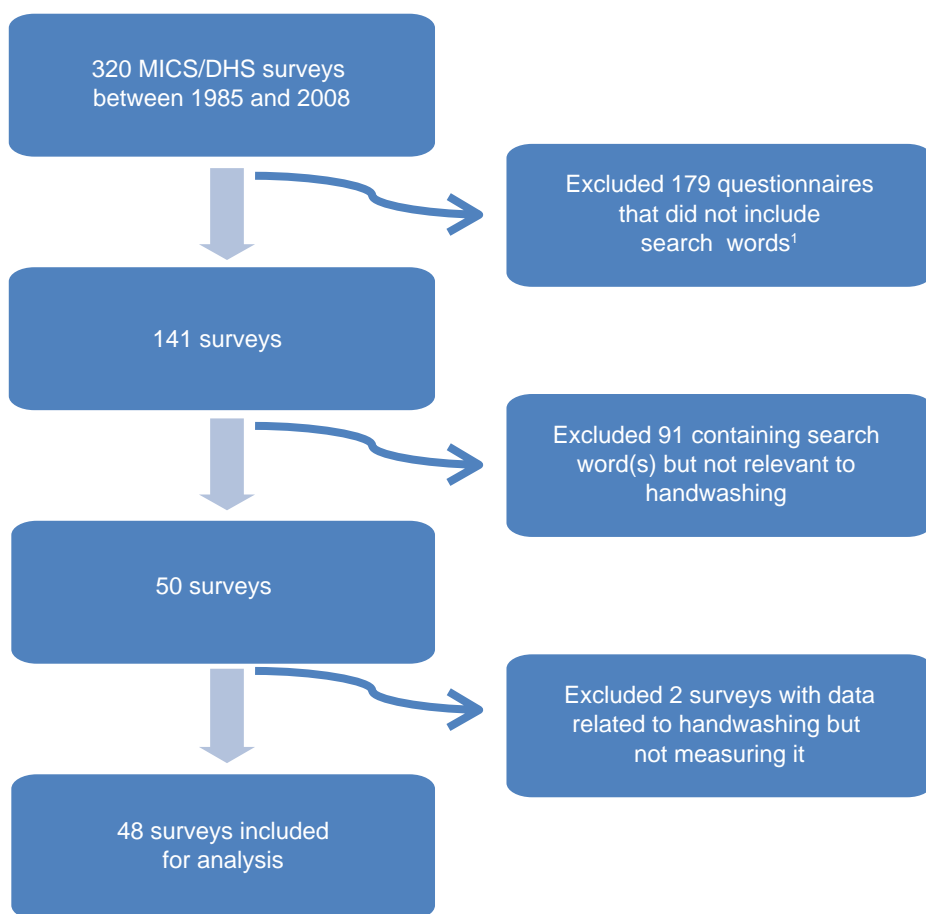 320 MICS/DHS surveys
between 1985 and 2008
Excluded 179 questionnaires
that did not include
search words¹
141 surveys
Excluded 91 containing search
word(s) but not relevant to
handwashing
50 surveys
Excluded 2 surveys with data
related to handwashing but
not measuring it
48 surveys included
for analysis